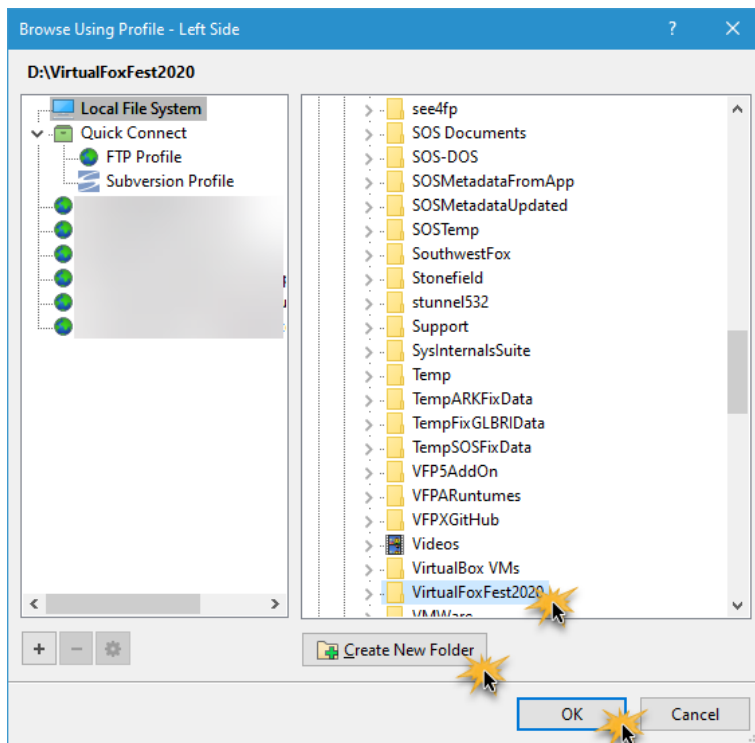 Browse Using Profile - Left Side
D:\VirtualFoxFest2020
Local File System
Quick Connect
FTP Profile
Subversion Profile
see4fp
SOS Documents
SOS-DOS
SOSMetadataFromApp
SOSMetadataUpdated
SOSTemp
SouthwestFox
Stonefield
stunnel532
Support
SysInternalsSuite
Temp
TempARKFixData
TempFixGLBRIData
TempSOSFixData
VFP5AddOn
VFPARuntumes
VFPXGitHub
Videos
VirtualBox VMs
VirtualFoxFest2020
VMWare
Create New Folder
OK
Cancel